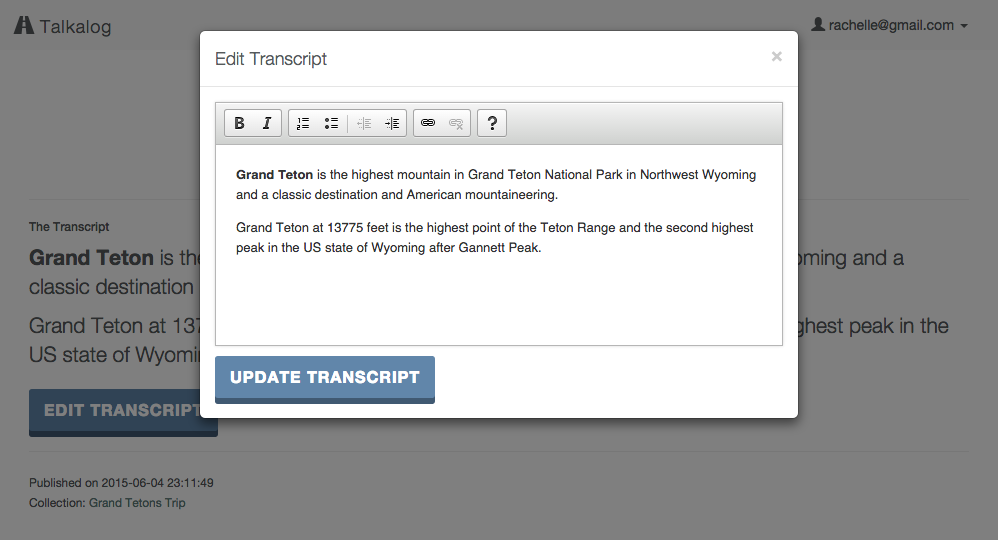 Talkalog
rachelle@gmail.com
Edit Transcript
×
B I ?
Grand Teton is the highest mountain in Grand Teton National Park in Northwest Wyoming
and a classic destination and American mountaineering.
Grand Teton at 13775 feet is the highest point of the Teton Range and the second highest
peak in the US state of Wyoming after Gannett Peak.
UPDATE TRANSCRIPT
The Transcript
Grand Teton is the oming and a
classic destination
Grand Teton at 137 ghest peak in the
US state of Wyomi
EDIT TRANSCRIPT
Published on 2015-06-04 23:11:49
Collection: Grand Tetons Trip